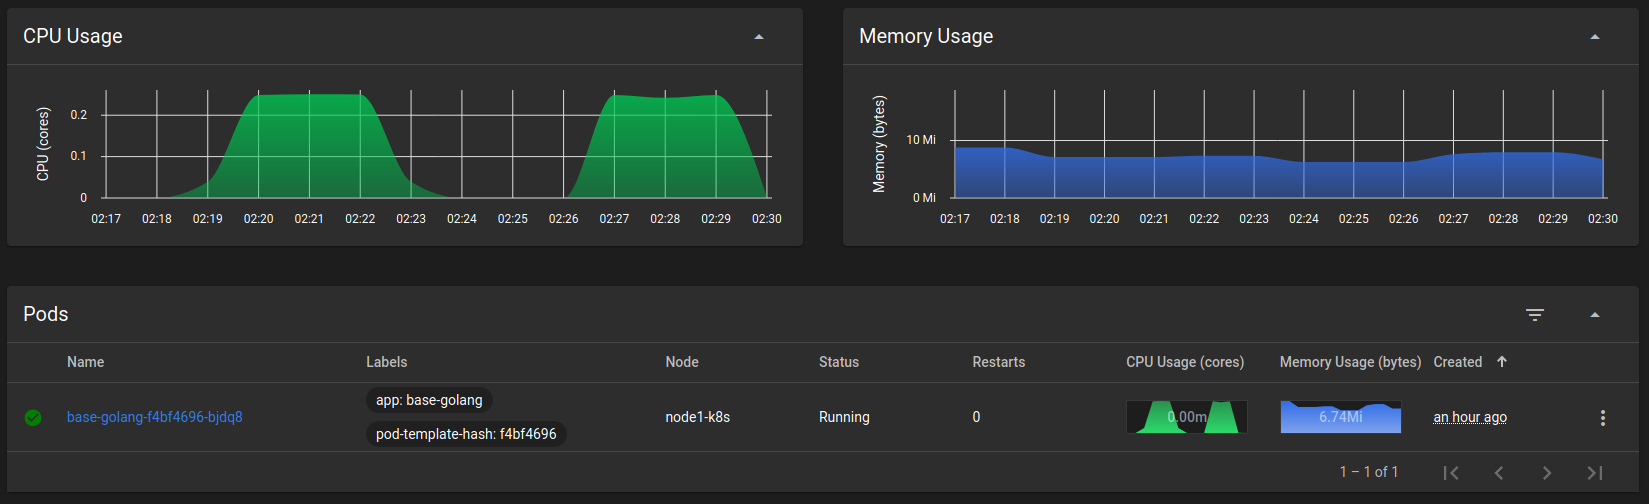 CPU Usage
CPU (cores)
0.2
0.1
0
02:17 02:18 02:19 02:20 02:21 02:22 02:23 02:24 02:25 02:26 02:27 02:28 02:29 02:30
Memory Usage
Memory (bytes)
10 Mi
0 Mi
02:17 02:18 02:19 02:20 02:21 02:22 02:23 02:24 02:25 02:26 02:27 02:28 02:29 02:30
Pods
Name Labels Node Status Restarts CPU Usage (cores) Memory Usage (bytes) Created
app: base-golang
base-golang-f4bf4696-bjdq8 node1-k8s Running 0 0.00m 6.74Mi an hour ago
pod-template-hash: f4bf4696
1 – 1 of 1